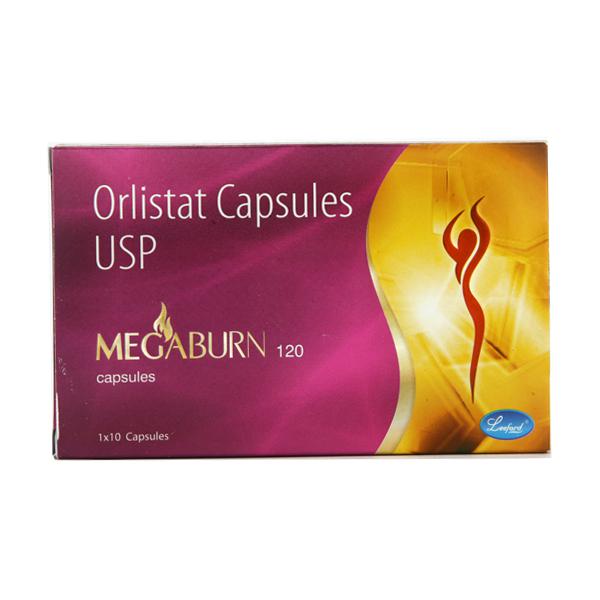 Orlistat Capsules
USP
MEGABURN 120
capsules
1x10 Capsules
Leeford